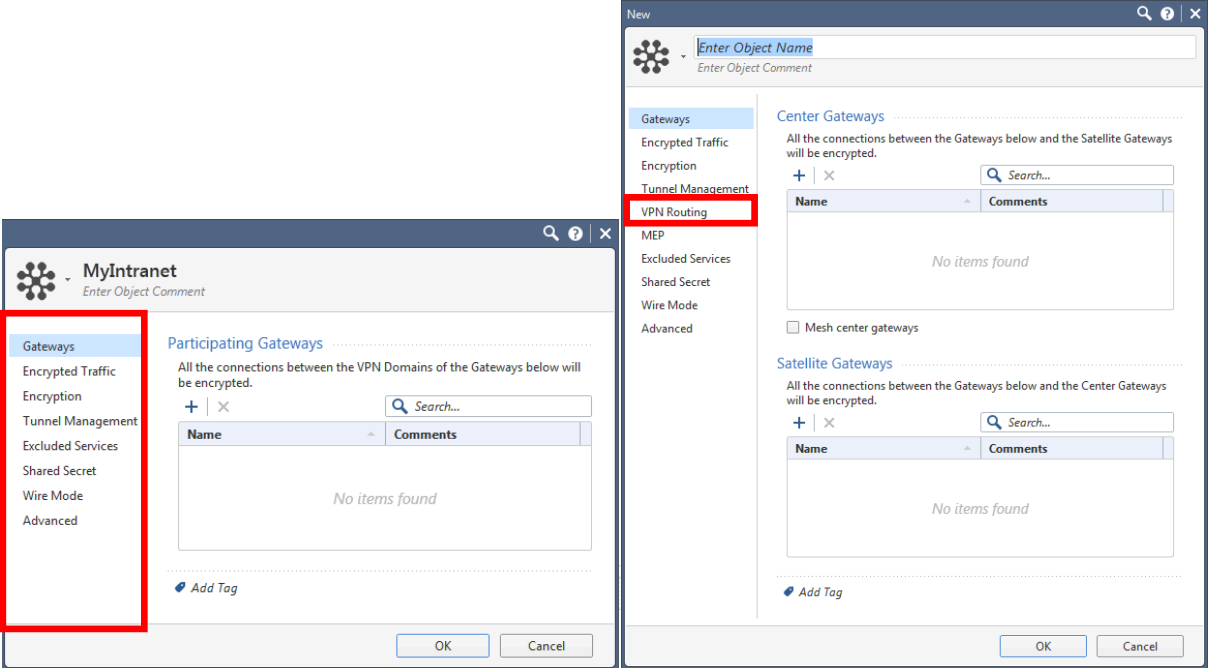 MyIntranet
Enter Object Comment
Gateways
Encrypted Traffic
Encryption
Tunnel Management
Excluded Services
Shared Secret
Wire Mode
Advanced
Participating Gateways
All the connections between the VPN Domains of the Gateways below will
be encrypted.
Search...
Name Comments
No items found
Add Tag
OK Cancel
New
Enter Object Name
Enter Object Comment
Gateways
Encrypted Traffic
Encryption
Tunnel Management
VPN Routing
MEP
Excluded Services
Shared Secret
Wire Mode
Advanced
Center Gateways
All the connections between the Gateways below and the Satellite Gateways
will be encrypted.
Search...
Name Comments
No items found
Mesh center gateways
Satellite Gateways
All the connections between the Gateways below and the Center Gateways
will be encrypted.
Search...
Name Comments
No items found
Add Tag
OK Cancel